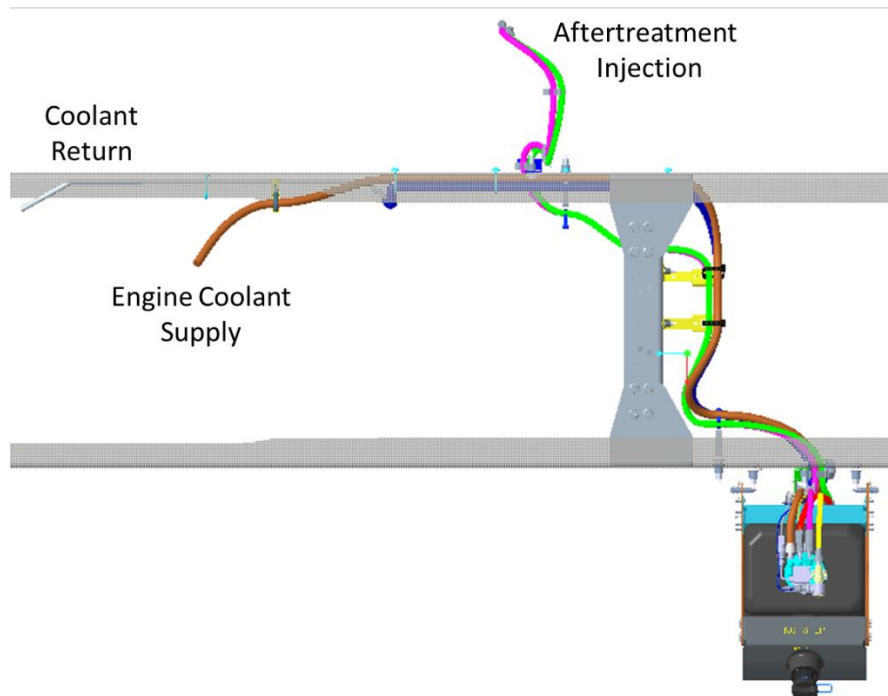 Aftertreatment
Injection
Coolant
Return
Engine Coolant
Supply